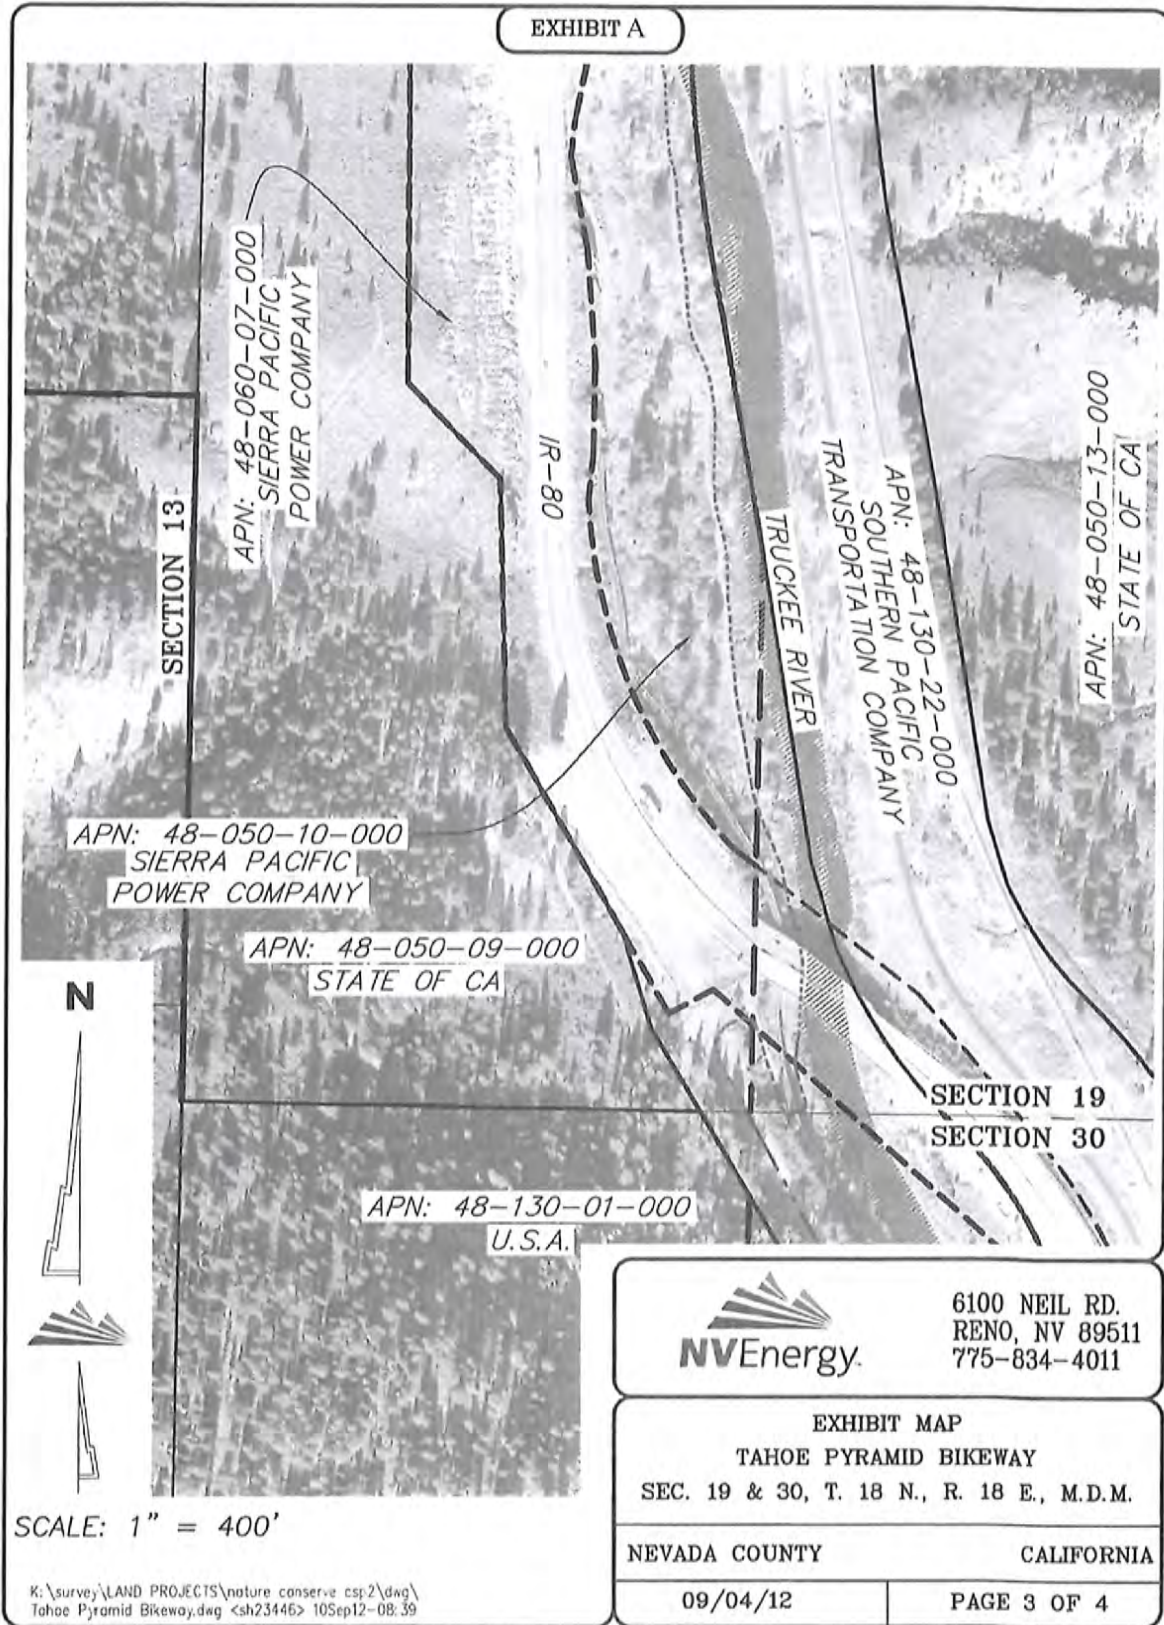 EXHIBIT A
APN: 48-060-07-000
SIERRA PACIFIC
POWER COMPANY
SECTION 13
IR-80
TRUCKEE RIVER
APN: 48-130-22-000
SOUTHERN PACIFIC
TRANSPORTATION COMPANY
APN: 48-050-13-000
STATE OF CA
APN: 48-050-10-000
SIERRA PACIFIC
POWER COMPANY
APN: 48-050-09-000
STATE OF CA
N
SECTION 19
SECTION 30
APN: 48-130-01-000
U.S.A.
NVEnergy.
6100 NEIL RD.
RENO, NV 89511
775-834-4011
EXHIBIT MAP
TAHOE PYRAMID BIKEWAY
SEC. 19 & 30, T. 18 N., R. 18 E., M.D.M.
SCALE: 1" = 400'
NEVADA COUNTY CALIFORNIA
09/04/12 PAGE 3 OF 4
K:\survey\LAND PROJECTS\nature conserve csp2\dwg\
Tahoe Pyramid Bikeway.dwg <sh23446> 10Sep12-08:39